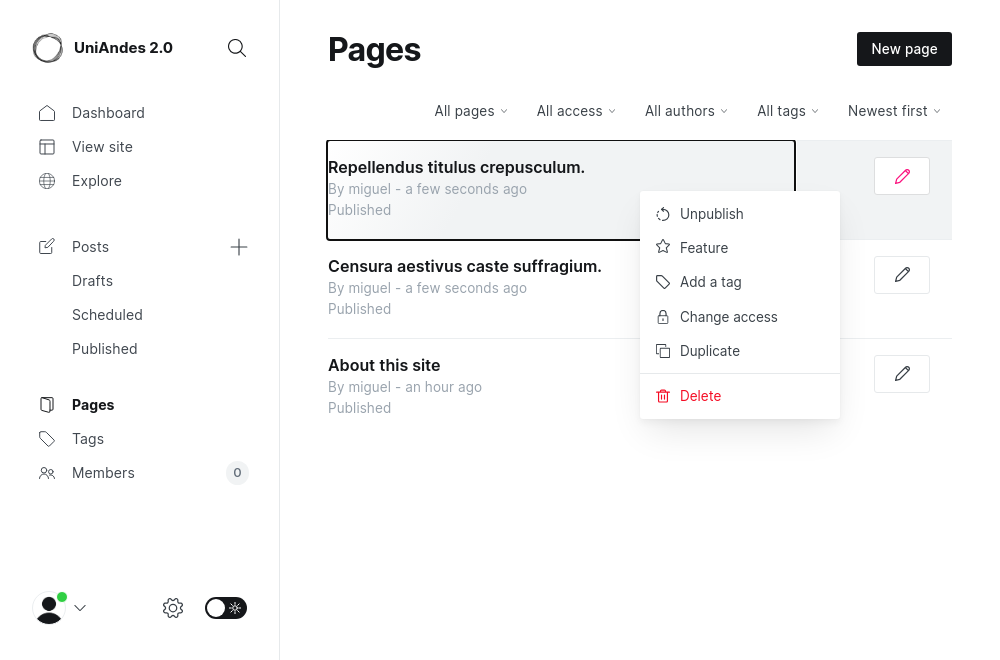 UniAndes 2.0
Dashboard
View site
Explore
Posts
Drafts
Scheduled
Published
Pages
Tags
Members
0
Pages
New page
All pages
All access
All authors
All tags
Newest first
Repellendus titulus crepusculum.
By miguel - a few seconds ago
Published
Censura aestivus caste suffragium.
By miguel - a few seconds ago
Published
About this site
By miguel - an hour ago
Published
Unpublish
Feature
Add a tag
Change access
Duplicate
Delete